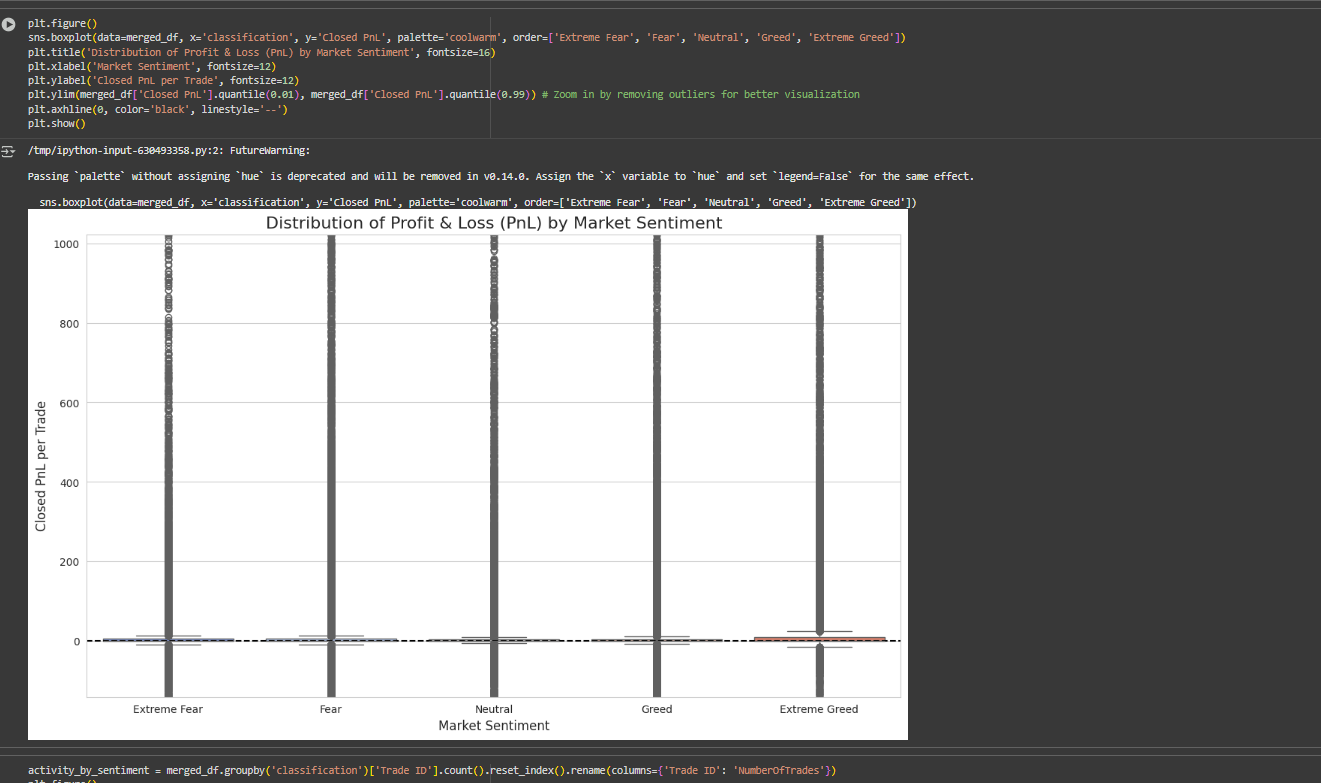 plt.figure()
sns.boxplot(data=merged_df, x='classification', y='Closed PnL', palette='coolwarm', order=['Extreme Fear', 'Fear', 'Neutral', 'Greed', 'Extreme Greed'])
plt.title('Distribution of Profit & Loss (PnL) by Market Sentiment', fontsize=16)
plt.xlabel('Market Sentiment', fontsize=12)
plt.ylabel('Closed PnL per Trade', fontsize=12)
plt.ylim(merged_df['Closed PnL'].quantile(0.01), merged_df['Closed PnL'].quantile(0.99)) # Zoom in by removing outliers for better visualization
plt.axhline(0, color='black', linestyle='--')
plt.show()
/tmp/ipython-input-630493358.py:2: FutureWarning:
Passing `palette` without assigning `hue` is deprecated and will be removed in v0.14.0. Assign the `x` variable to `hue` and set `legend=False` for the same effect.
sns.boxplot(data=merged_df, x='classification', y='Closed PnL', palette='coolwarm', order=['Extreme Fear', 'Fear', 'Neutral', 'Greed', 'Extreme Greed'])
Distribution of Profit & Loss (PnL) by Market Sentiment
1000
800
600
400
200
0
Closed PnL per Trade
Extreme Fear
Fear
Neutral
Greed
Extreme Greed
Market Sentiment
activity_by_sentiment = merged_df.groupby('classification')['Trade ID'].count().reset_index().rename(columns={'Trade ID': 'NumberOfTrades'})